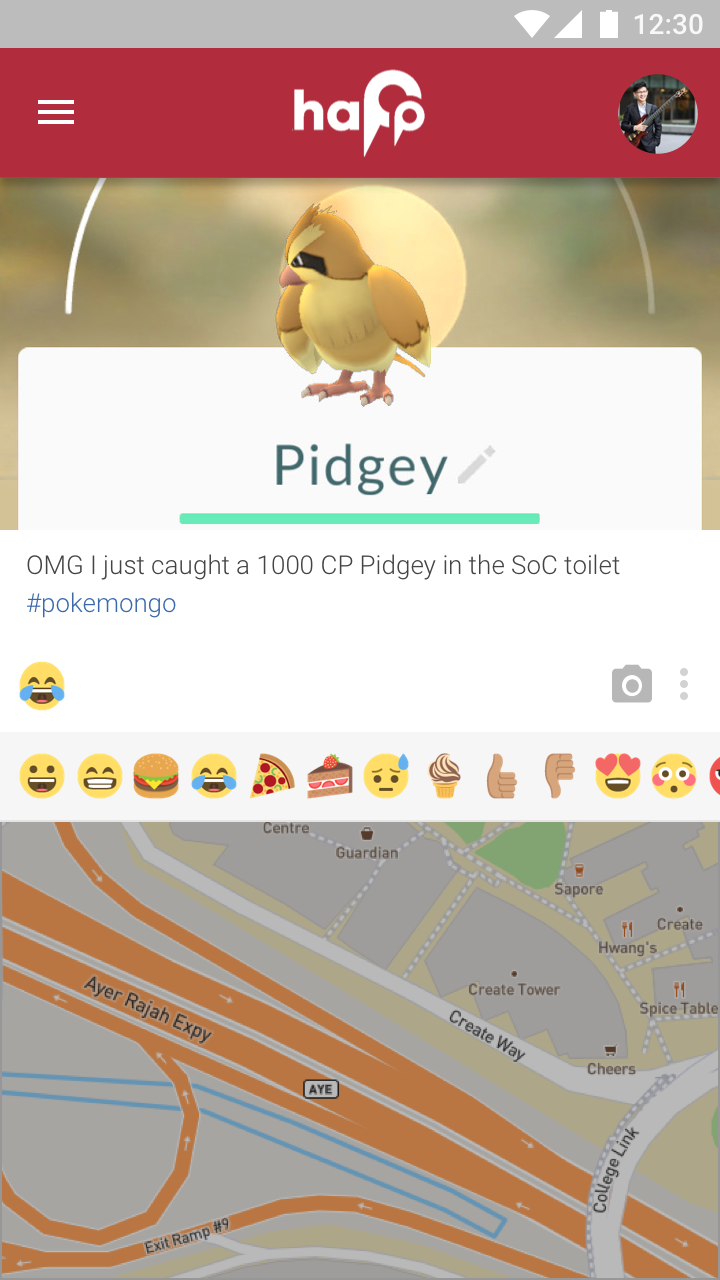 12:30
happ
Pidgey
OMG I just caught a 1000 CP Pidgey in the SoC toilet
#pokemongo
Centre
Guardian
Sapore
Create
Hwang's
Create Tower
Spice Table
Ayer Rajah Expy
Create Way
Cheers
AYE
College Link
Exit Ramp #9